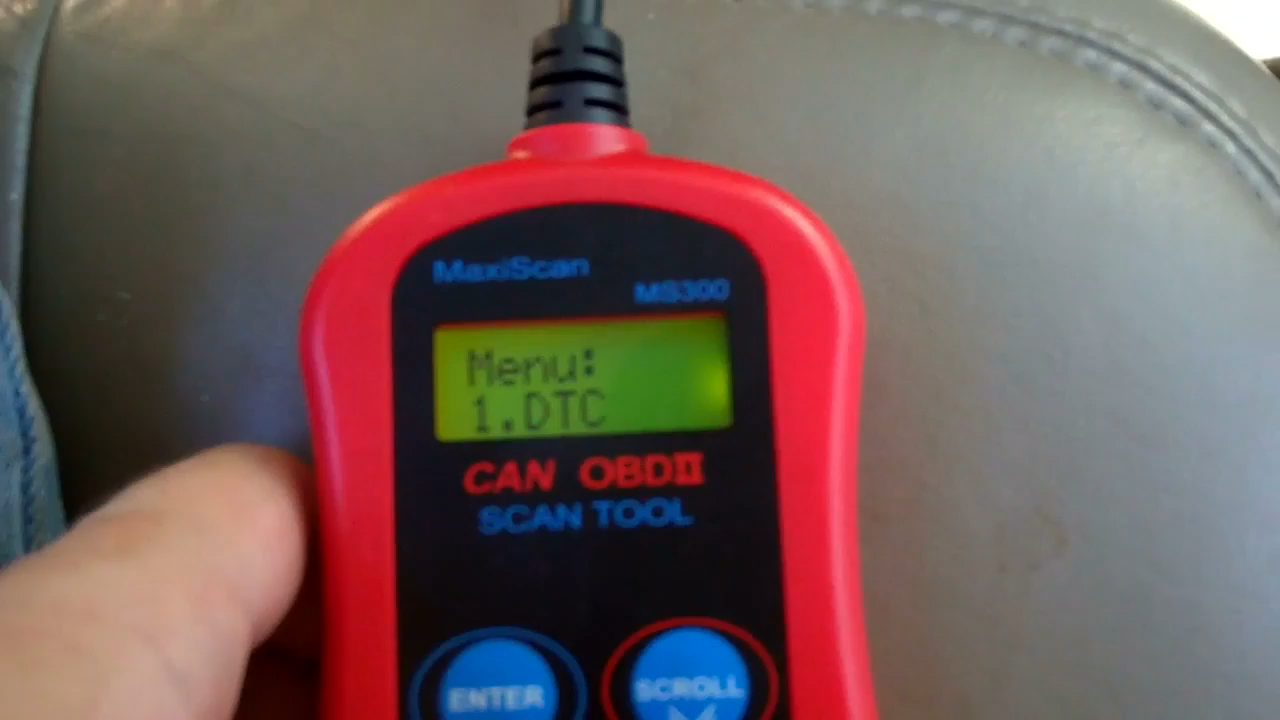 MaxiScan
MS300
Menu:
1.DTC
CAN OBDII
SCAN TOOL
ENTER
SCROLL